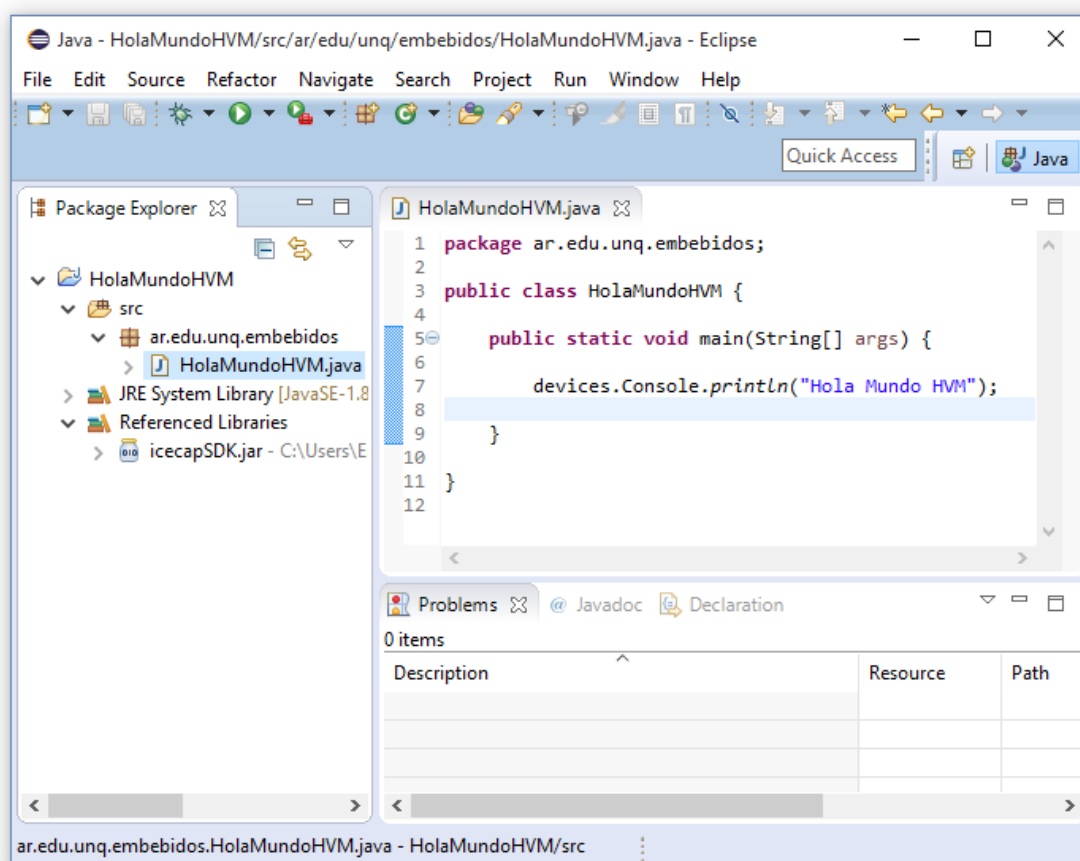 Java - HolaMundoHVM/src/ar/edu/unq/embebidos/HolaMundoHVM.java - Eclipse
File Edit Source Refactor Navigate Search Project Run Window Help
Quick Access
Java
Package Explorer
HolaMundoHVM
src
ar.edu.unq.embebidos
HolaMundoHVM.java
JRE System Library [JavaSE-1.8
Referenced Libraries
icecapSDK.jar - C:\Users\E
HolaMundoHVM.java
1 package ar.edu.unq.embebidos;
2
3 public class HolaMundoHVM {
4
5 public static void main(String[] args) {
6
7 devices.Console.println("Hola Mundo HVM");
8
9 }
10
11 }
12
Problems @ Javadoc Declaration
0 items
Description Resource Path
ar.edu.unq.embebidos.HolaMundoHVM.java - HolaMundoHVM/src